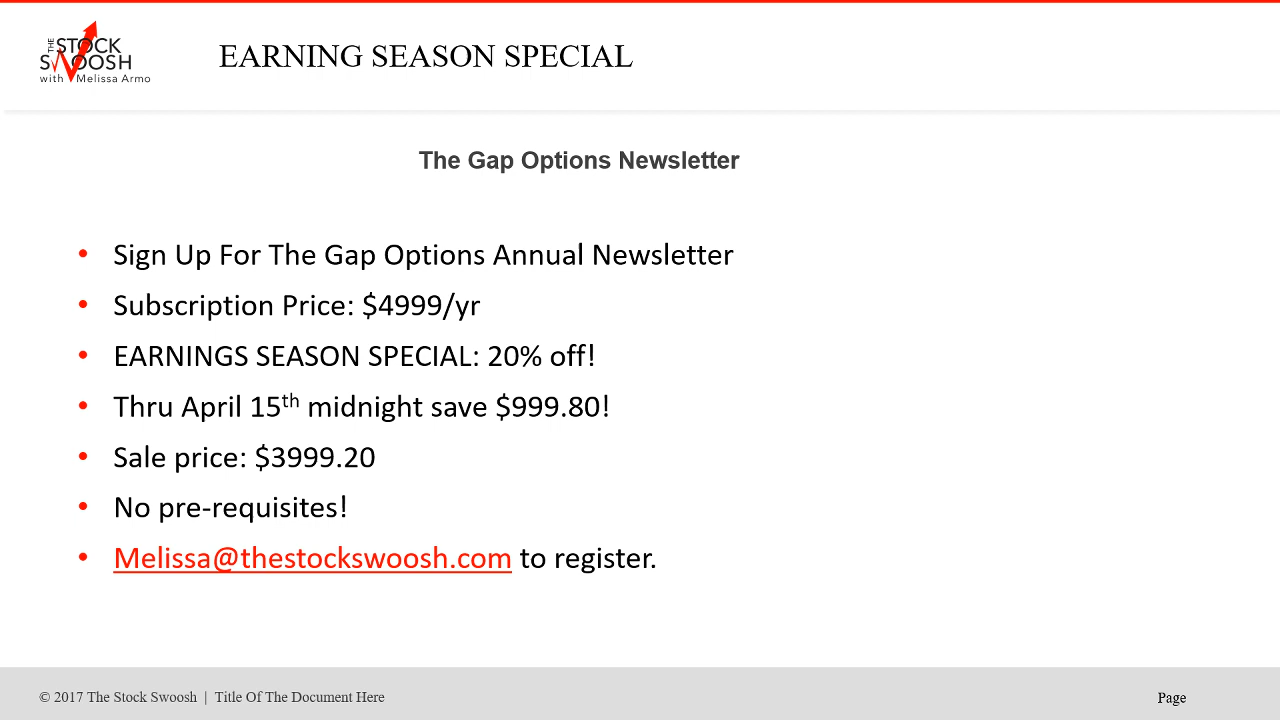 THE STOCK
SWOOSH
with Melissa Armo
EARNING SEASON SPECIAL
The Gap Options Newsletter
• Sign Up For The Gap Options Annual Newsletter
• Subscription Price: $4999/yr
• EARNINGS SEASON SPECIAL: 20% off!
• Thru April 15th midnight save $999.80!
• Sale price: $3999.20
• No pre-requisites!
• Melissa@thestockswoosh.com to register.
© 2017 The Stock Swoosh | Title Of The Document Here
Page